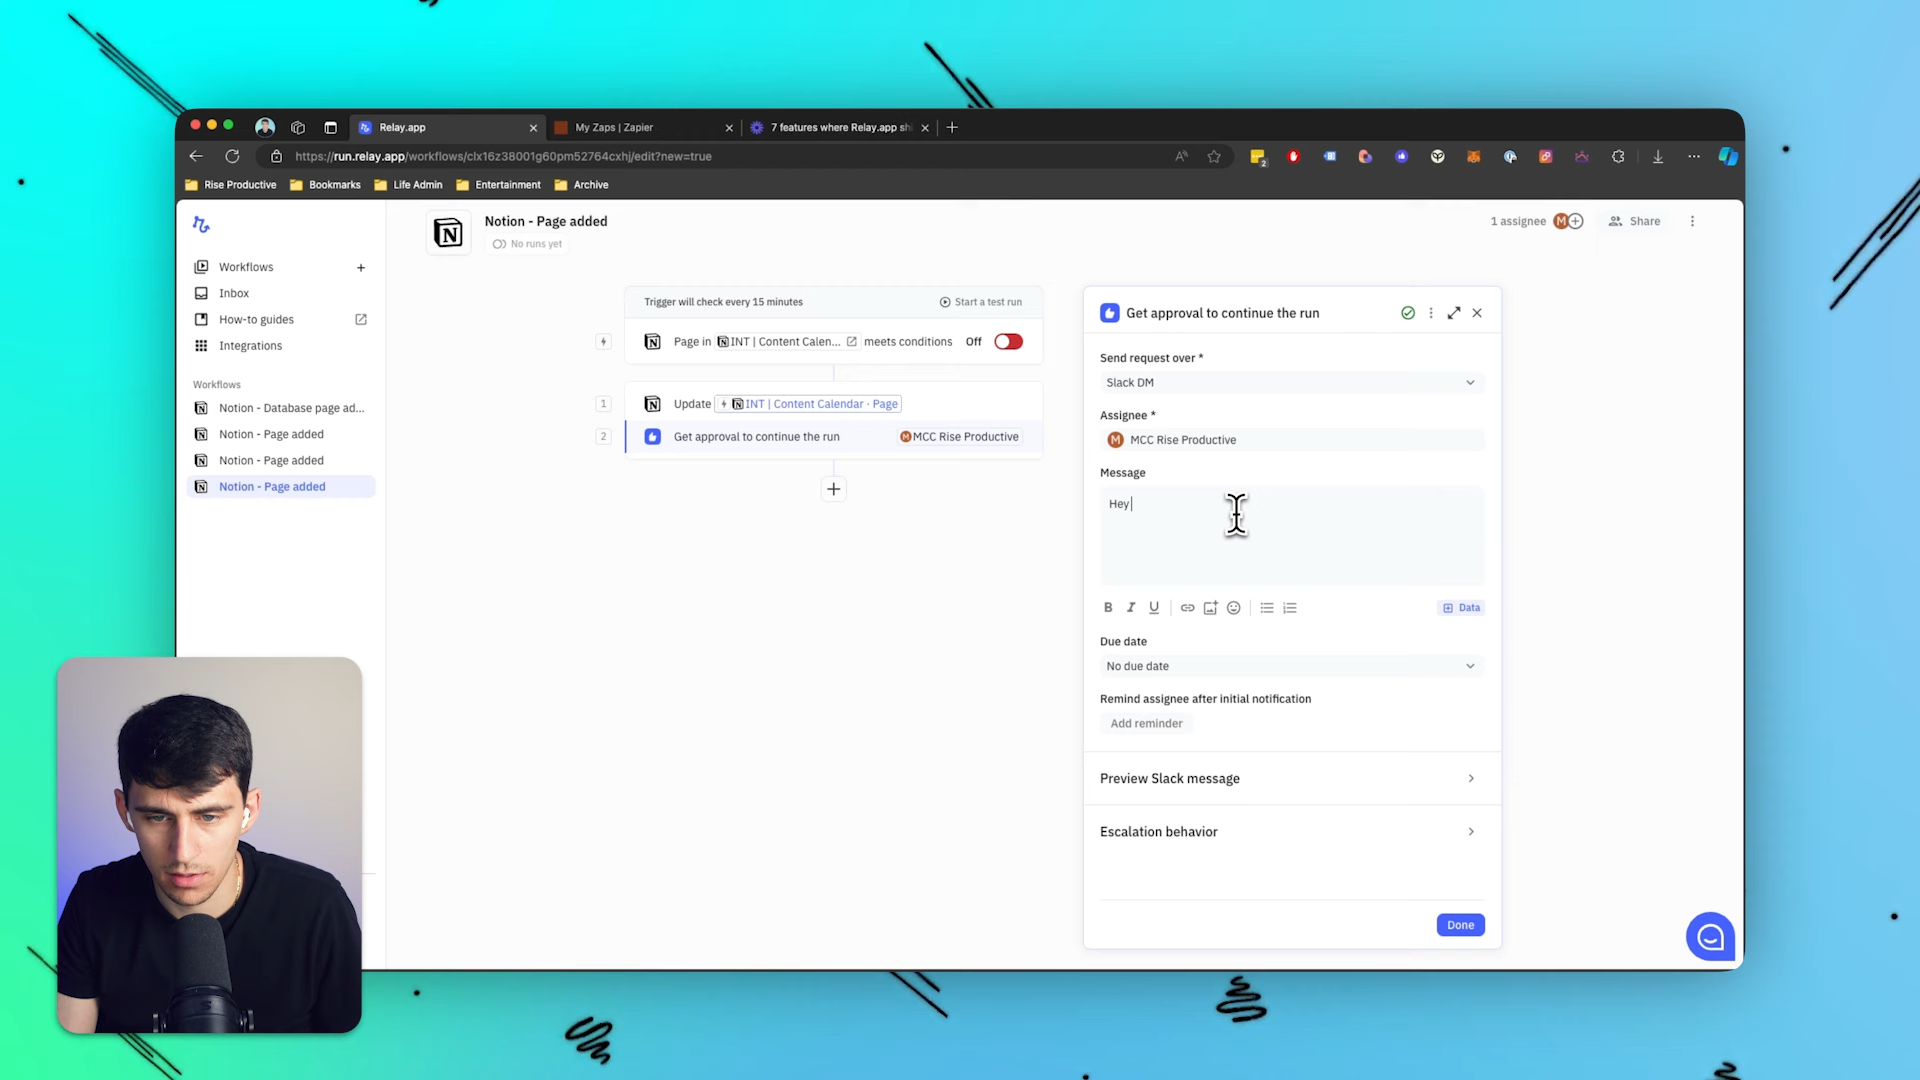 Relay.app
My Zaps | Zapier
7 features where Relay.app sh
https://run.relay.app/workflows/clx16z38001g60pm52764cxhj/edit?new=true
2
Rise Productive
Bookmarks
Life Admin
Entertainment
Archive
Notion - Page added
No runs yet
1 assignee
M
Share
Workflows
Inbox
How-to guides
Integrations
Workflows
Notion - Database page ad...
Notion - Page added
Notion - Page added
Notion - Page added
Trigger will check every 15 minutes
Start a test run
Page in INT | Content Calen... meets conditions Off
1
Update INT | Content Calendar · Page
2
Get approval to continue the run
M MCC Rise Productive
Get approval to continue the run
Send request over *
Slack DM
Assignee *
M MCC Rise Productive
Message
Hey
B I U
Data
Due date
No due date
Remind assignee after initial notification
Add reminder
Preview Slack message
Escalation behavior
Done